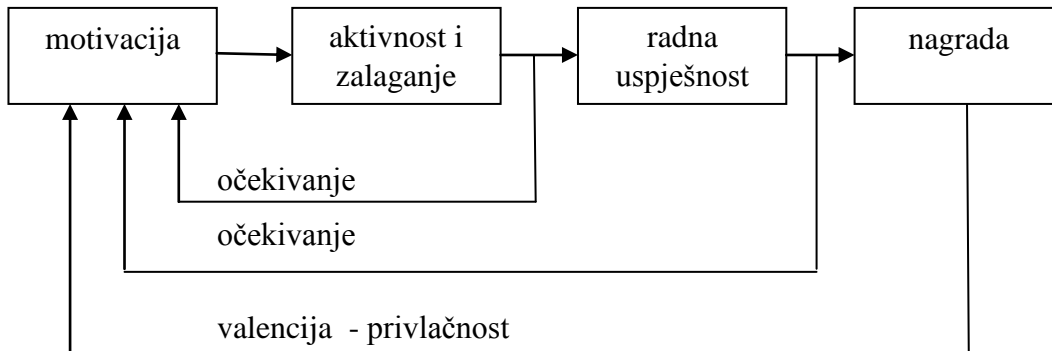 motivacija
aktivnost i
zalaganje
radna
uspješnost
nagrada
očekivanje
očekivanje
valencija - privlačnost